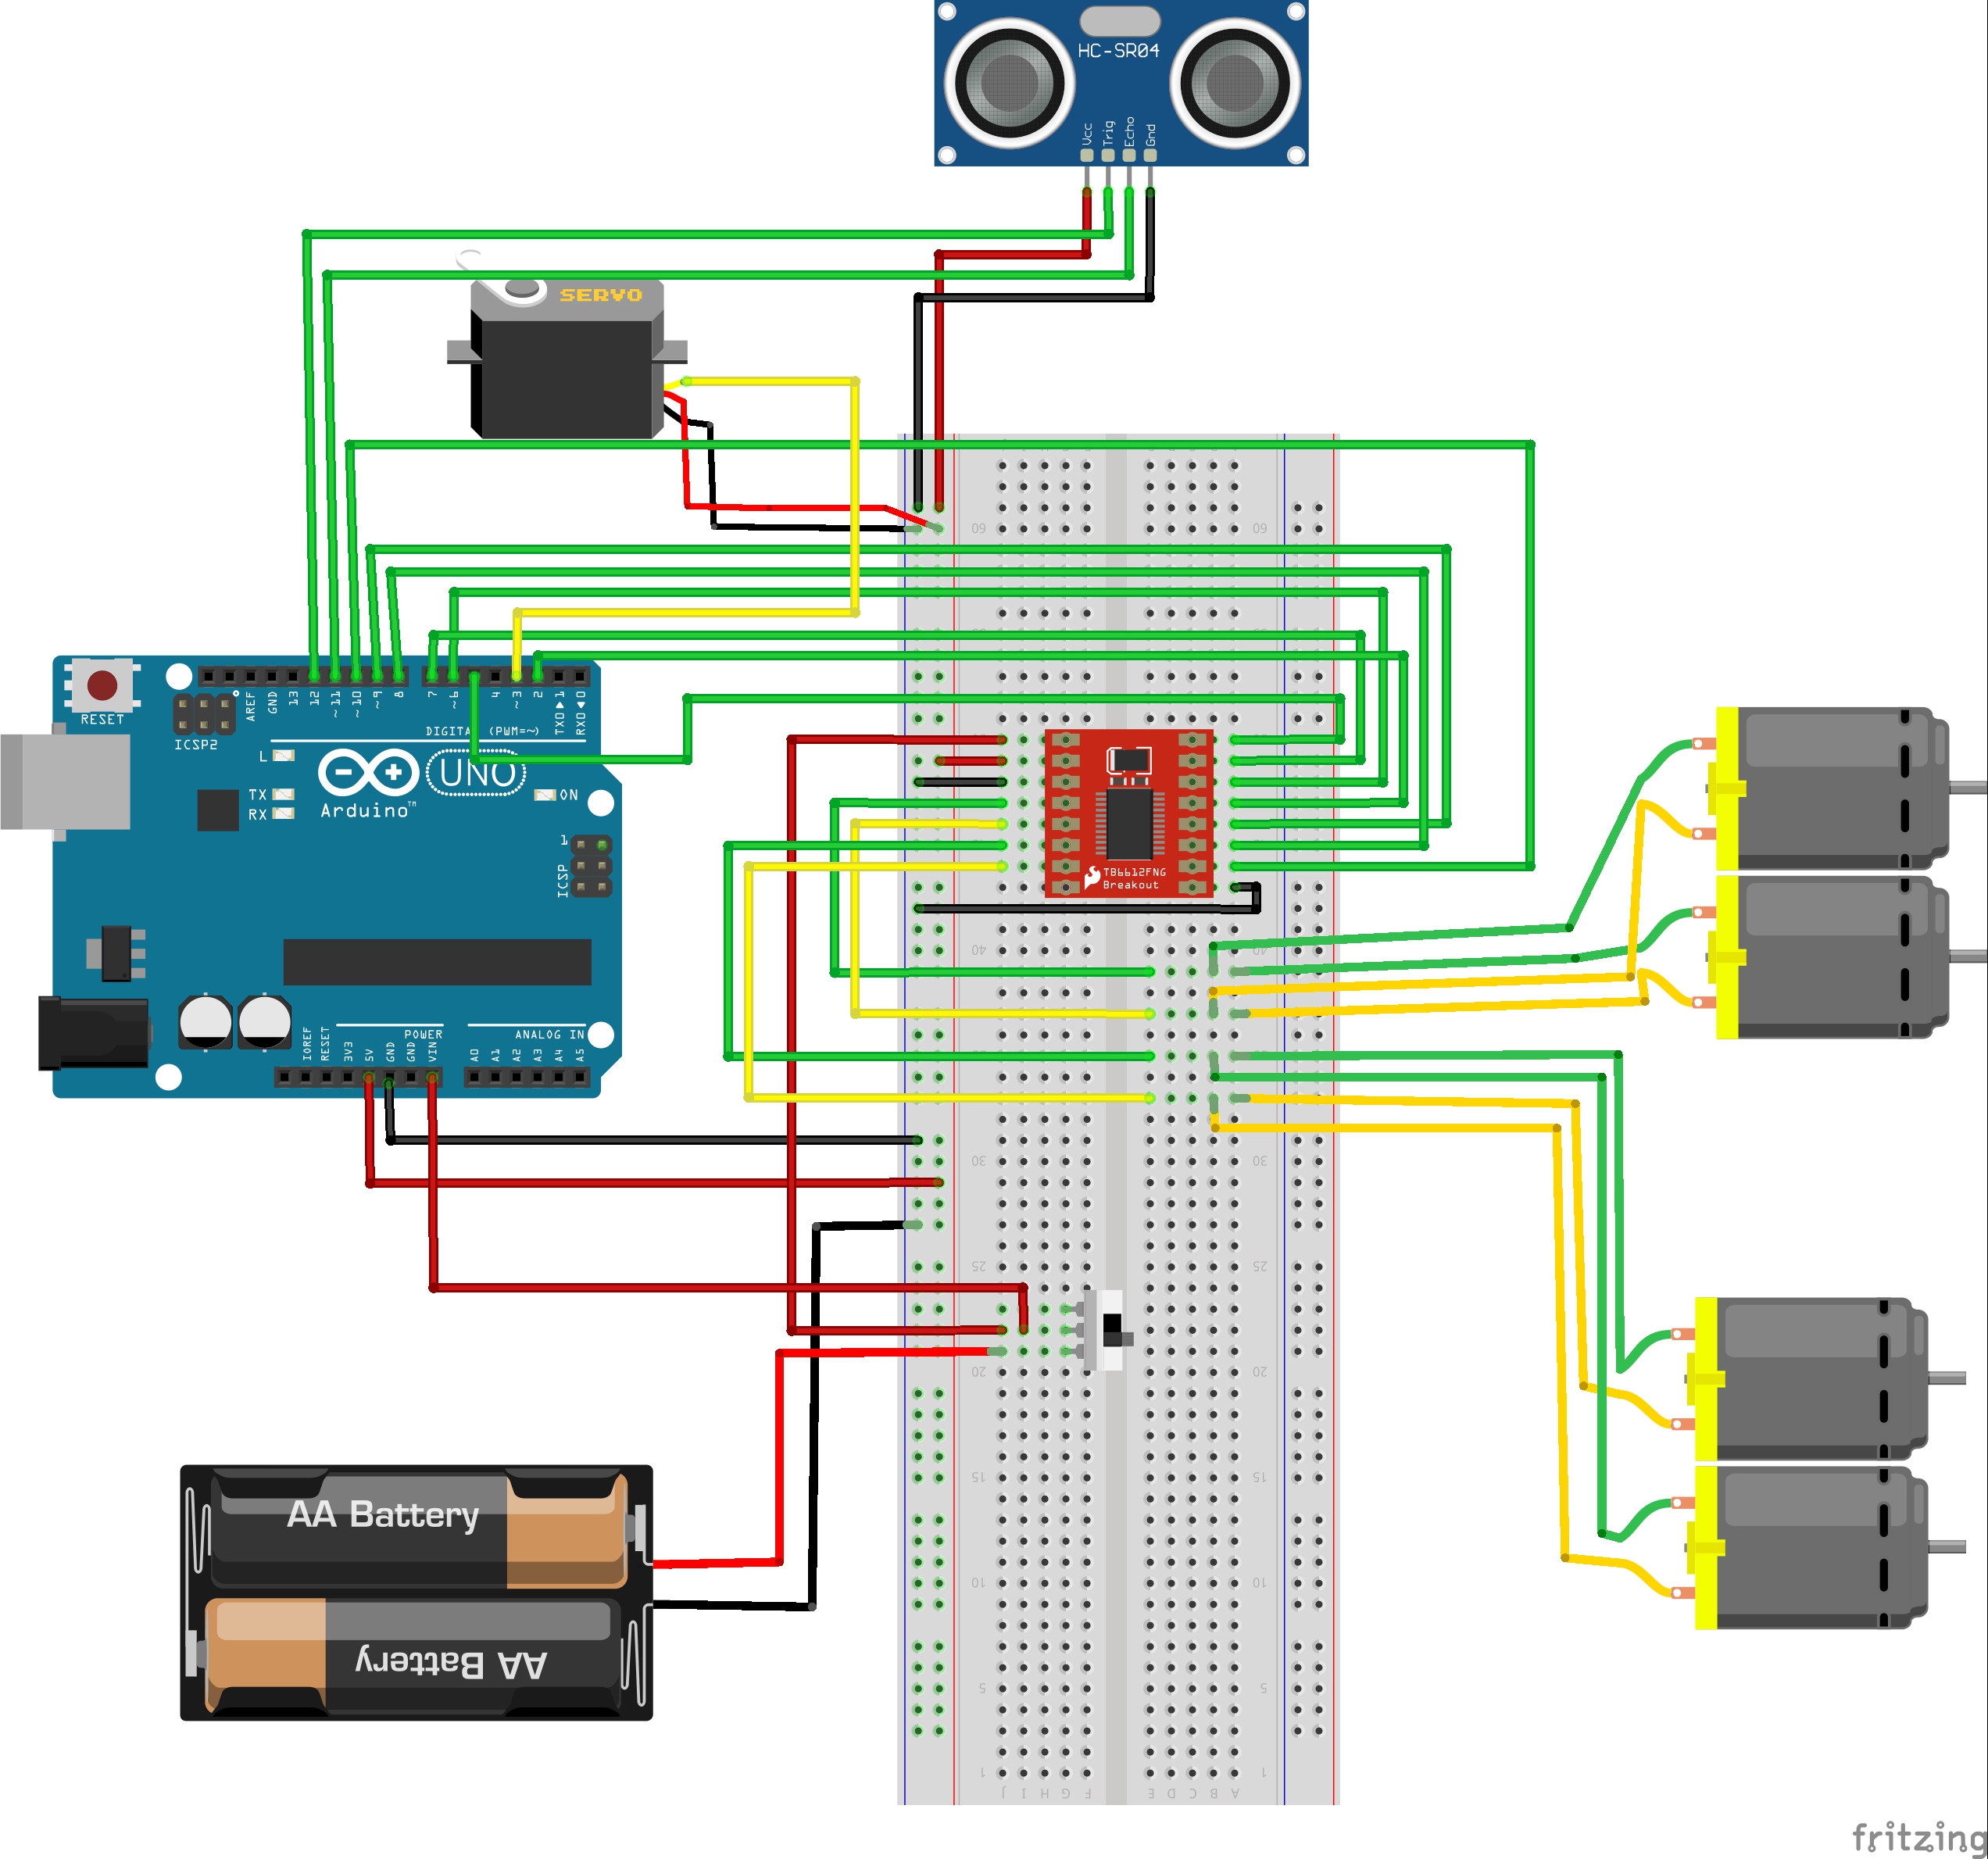 HC-SR04
Vcc
Trig
Echo
Gnd
SERVO
60
60
RESET
ICSP2
AREF
GND
13
12
~11
~10
~9
8
7
~6
4
~3
2
TX0▶1
RX0◀0
DIGITAL (PWM=~)
L
TX
RX
UNO
Arduino™
ON
1
ICSP
TB6612FNG
Breakout
40
IOREF
RESET
3V3
5V
GND
GND
VIN
POWER
ANALOG IN
A0
A1
A2
A3
A4
A5
30
30
25
25
20
20
15
15
10
10
5
5
1
1
J
I
H
G
F
E
D
C
B
A
AA Battery
AA Battery
fritzing